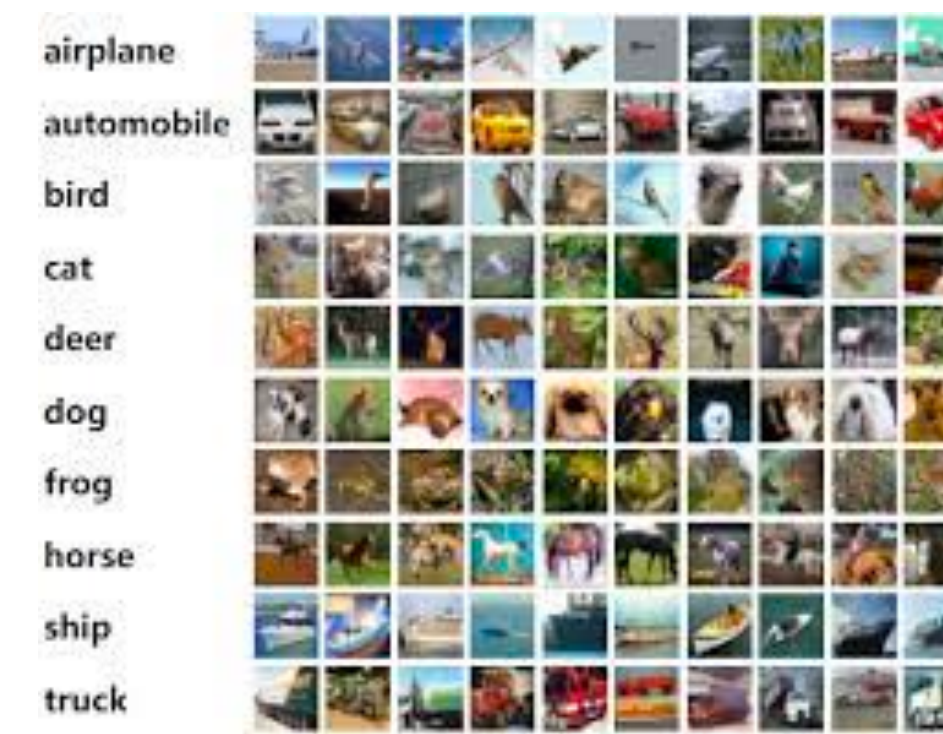 airplane
automobile
bird
cat
deer
dog
frog
horse
ship
truck